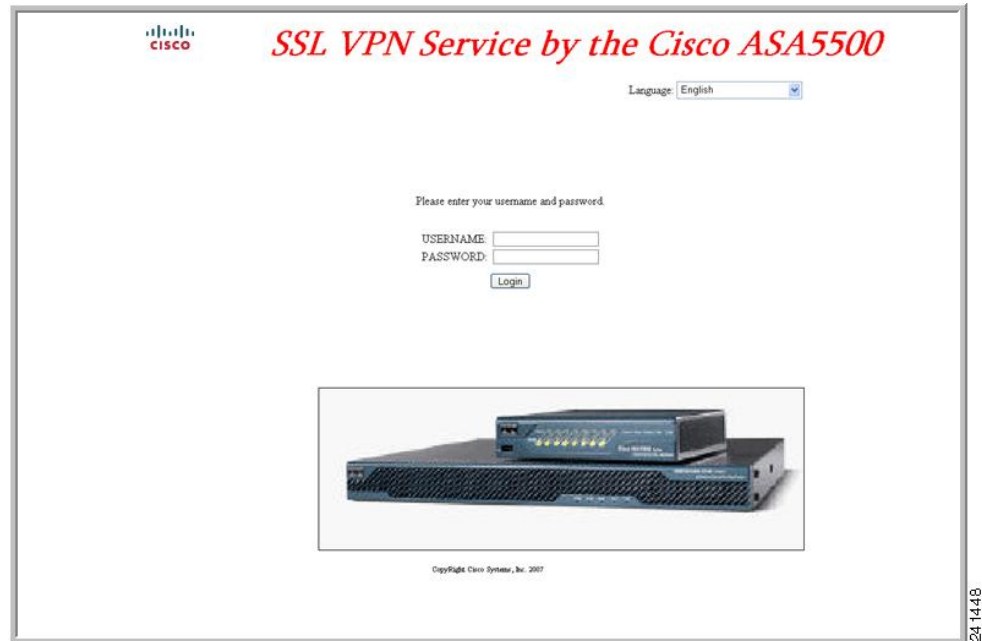 CISCO
SSL VPN Service by the Cisco ASA5500
Language: English
Please enter your username and password.
USERNAME:
PASSWORD:
Login
CopyRight Cisco Systems, Inc. 2007
241448